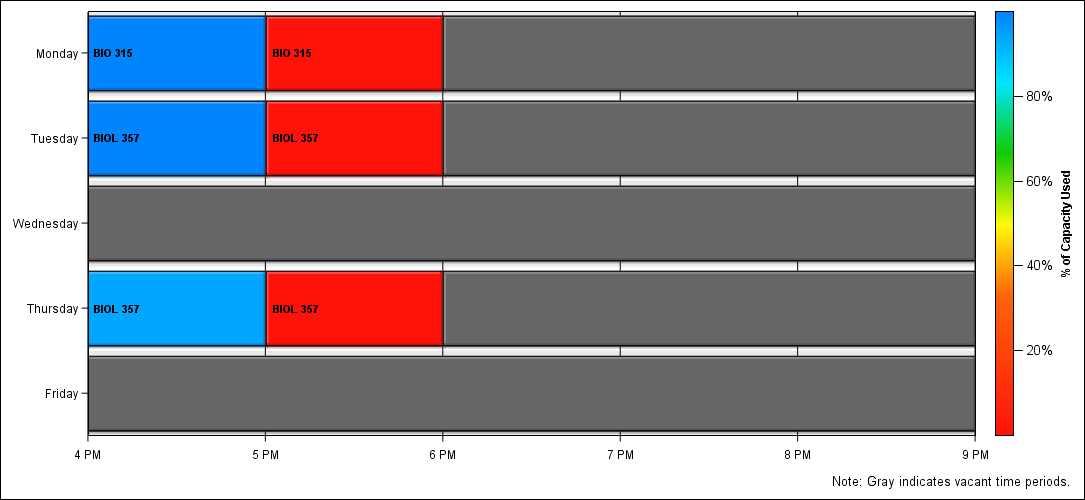 Monday
BIO 315
BIO 315
Tuesday
BIOL 357
BIOL 357
Wednesday
Thursday
BIOL 357
BIOL 357
Friday
4 PM
5 PM
6 PM
7 PM
8 PM
9 PM
80%
60%
40%
20%
% of Capacity Used
Note: Gray indicates vacant time periods.